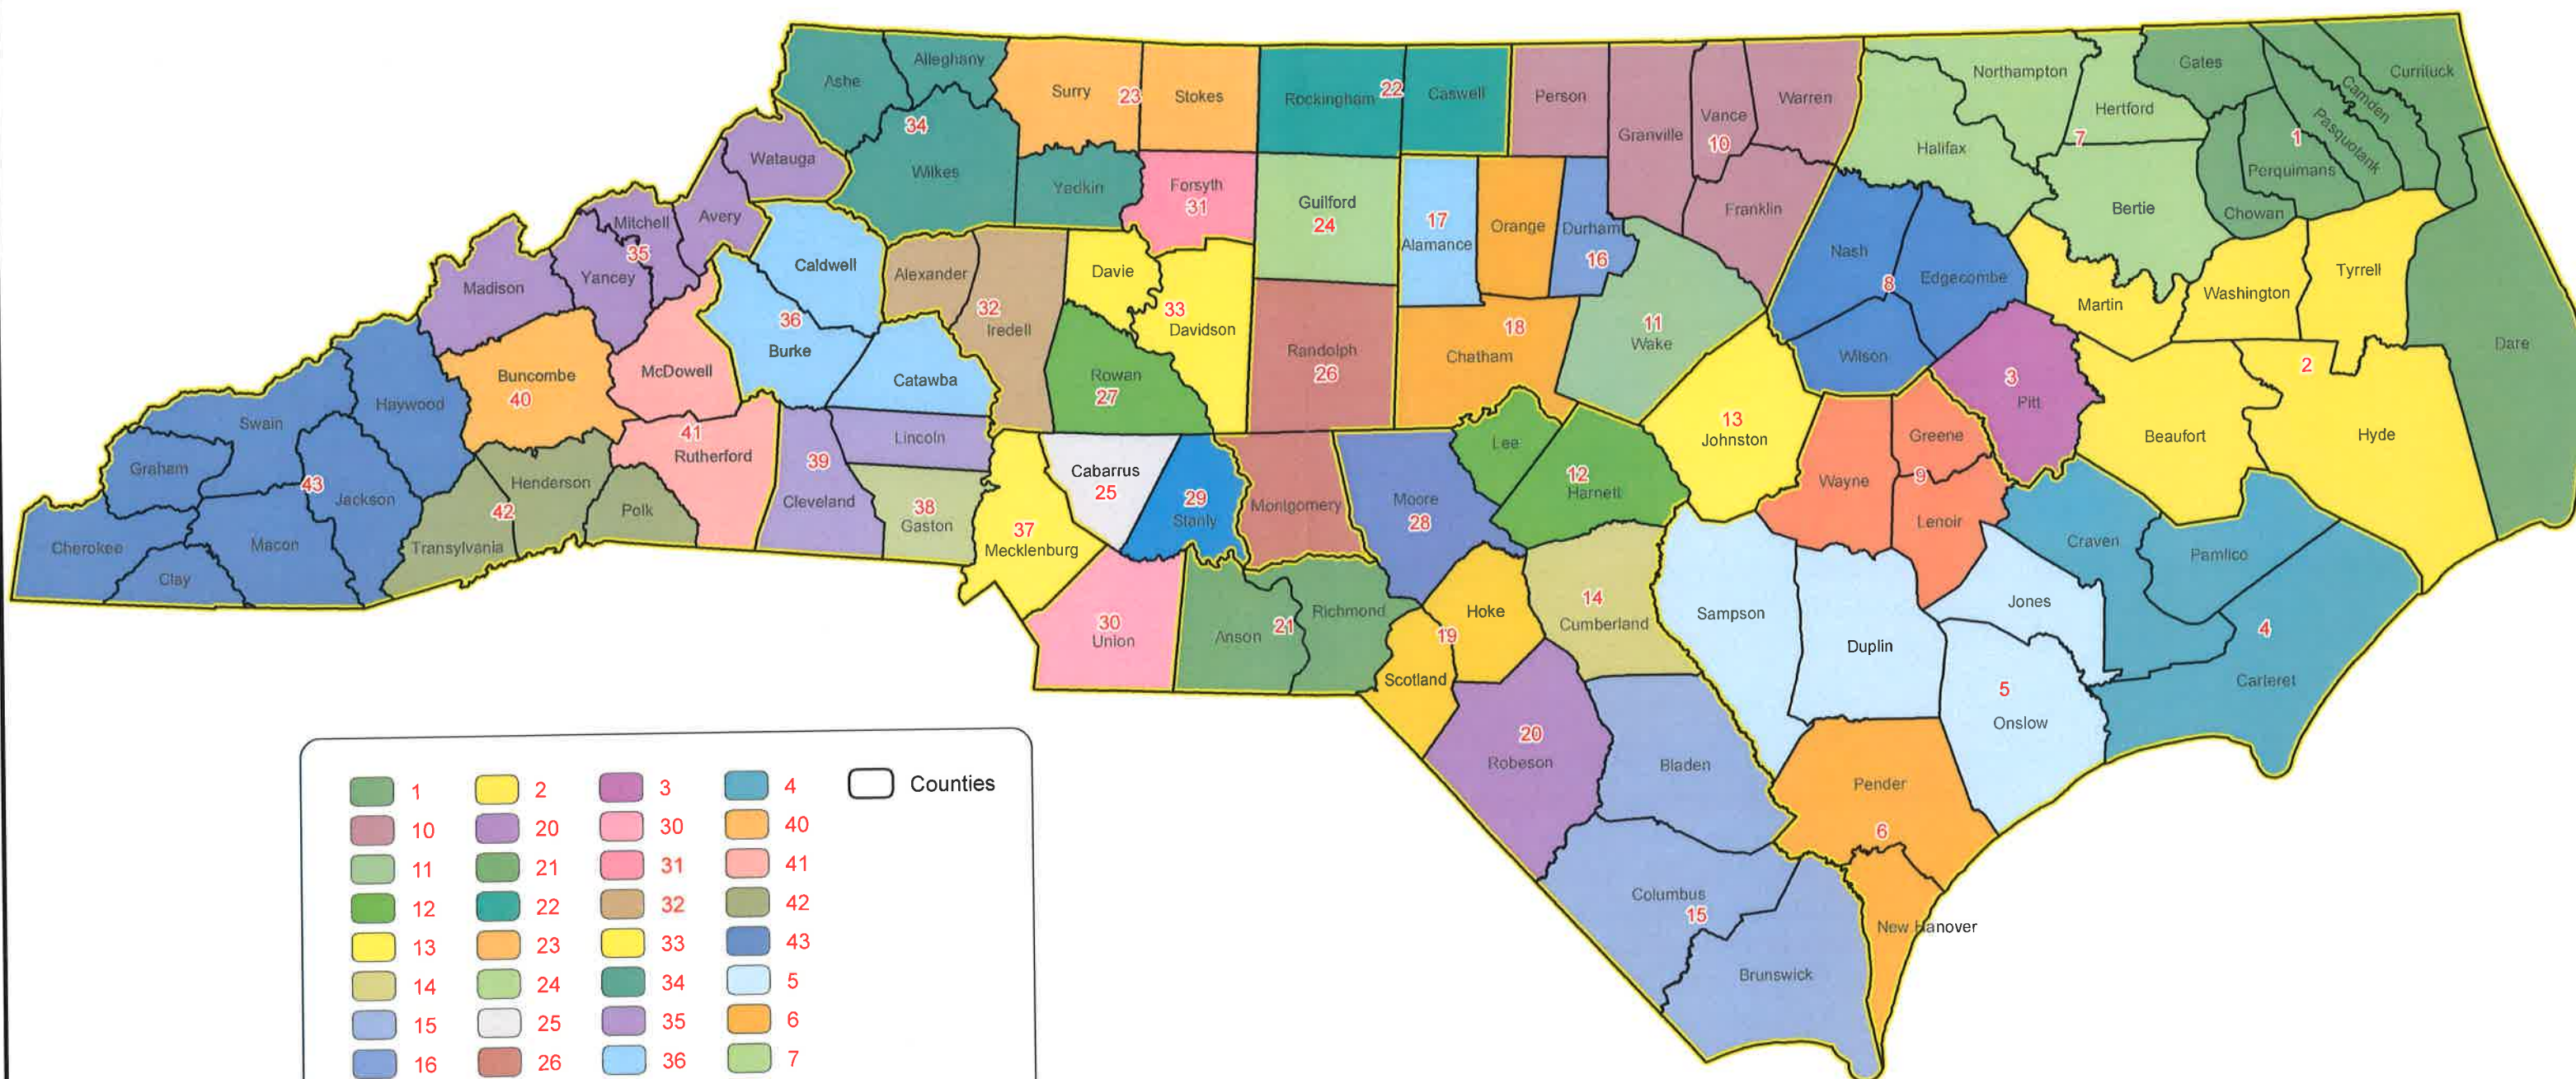 Ashe
Alleghany
Surry
23
Stokes
Rockingham
22
Caswell
Person
Granville
Vance
10
Warren
Northampton
Gates
Camden
Curriluck
Hertford
Pasquotank
34
Halifax
7
1
Watauga
Wilkes
Yadkin
Forsyth
31
Perquimans
Mitchell
Avery
Guilford
24
17
Alamance
Orange
Durham
16
Franklin
Bertie
Chowan
35
Yancey
Madison
Caldwell
Alexander
32
Iredell
Davie
33
Davidson
Nash
8
Edgecombe
Martin
Washington
Tyrrell
36
Burke
18
Chatham
11
Wake
Wilson
Dare
Buncombe
40
McDowell
Catawba
Rowan
27
Randolph
26
3
Pitt
2
Swain
Haywood
41
Rutherford
Lincoln
13
Johnston
Greene
9
Beaufort
Hyde
Graham
43
Jackson
Henderson
42
Polk
39
Cleveland
38
Gaston
Cabarrus
25
29
Stanly
Montgomery
Moore
28
Lee
12
Harnett
Wayne
Lenoir
Cherokee
Macon
Clay
Transylvania
37
Mecklenburg
Craven
Pamlico
30
Union
Anson
21
Richmond
19
Hoke
14
Cumberland
Sampson
Duplin
Jones
4
Scotland
Carleret
5
Onslow
20
Robeson
Bladen
Pender
6
Columbus
15
New Hanover
Brunswick
1 2 3 4 Counties
10 20 30 40
11 21 31 41
12 22 32 42
13 23 33 43
14 24 34 5
15 25 35 6
16 26 36 7